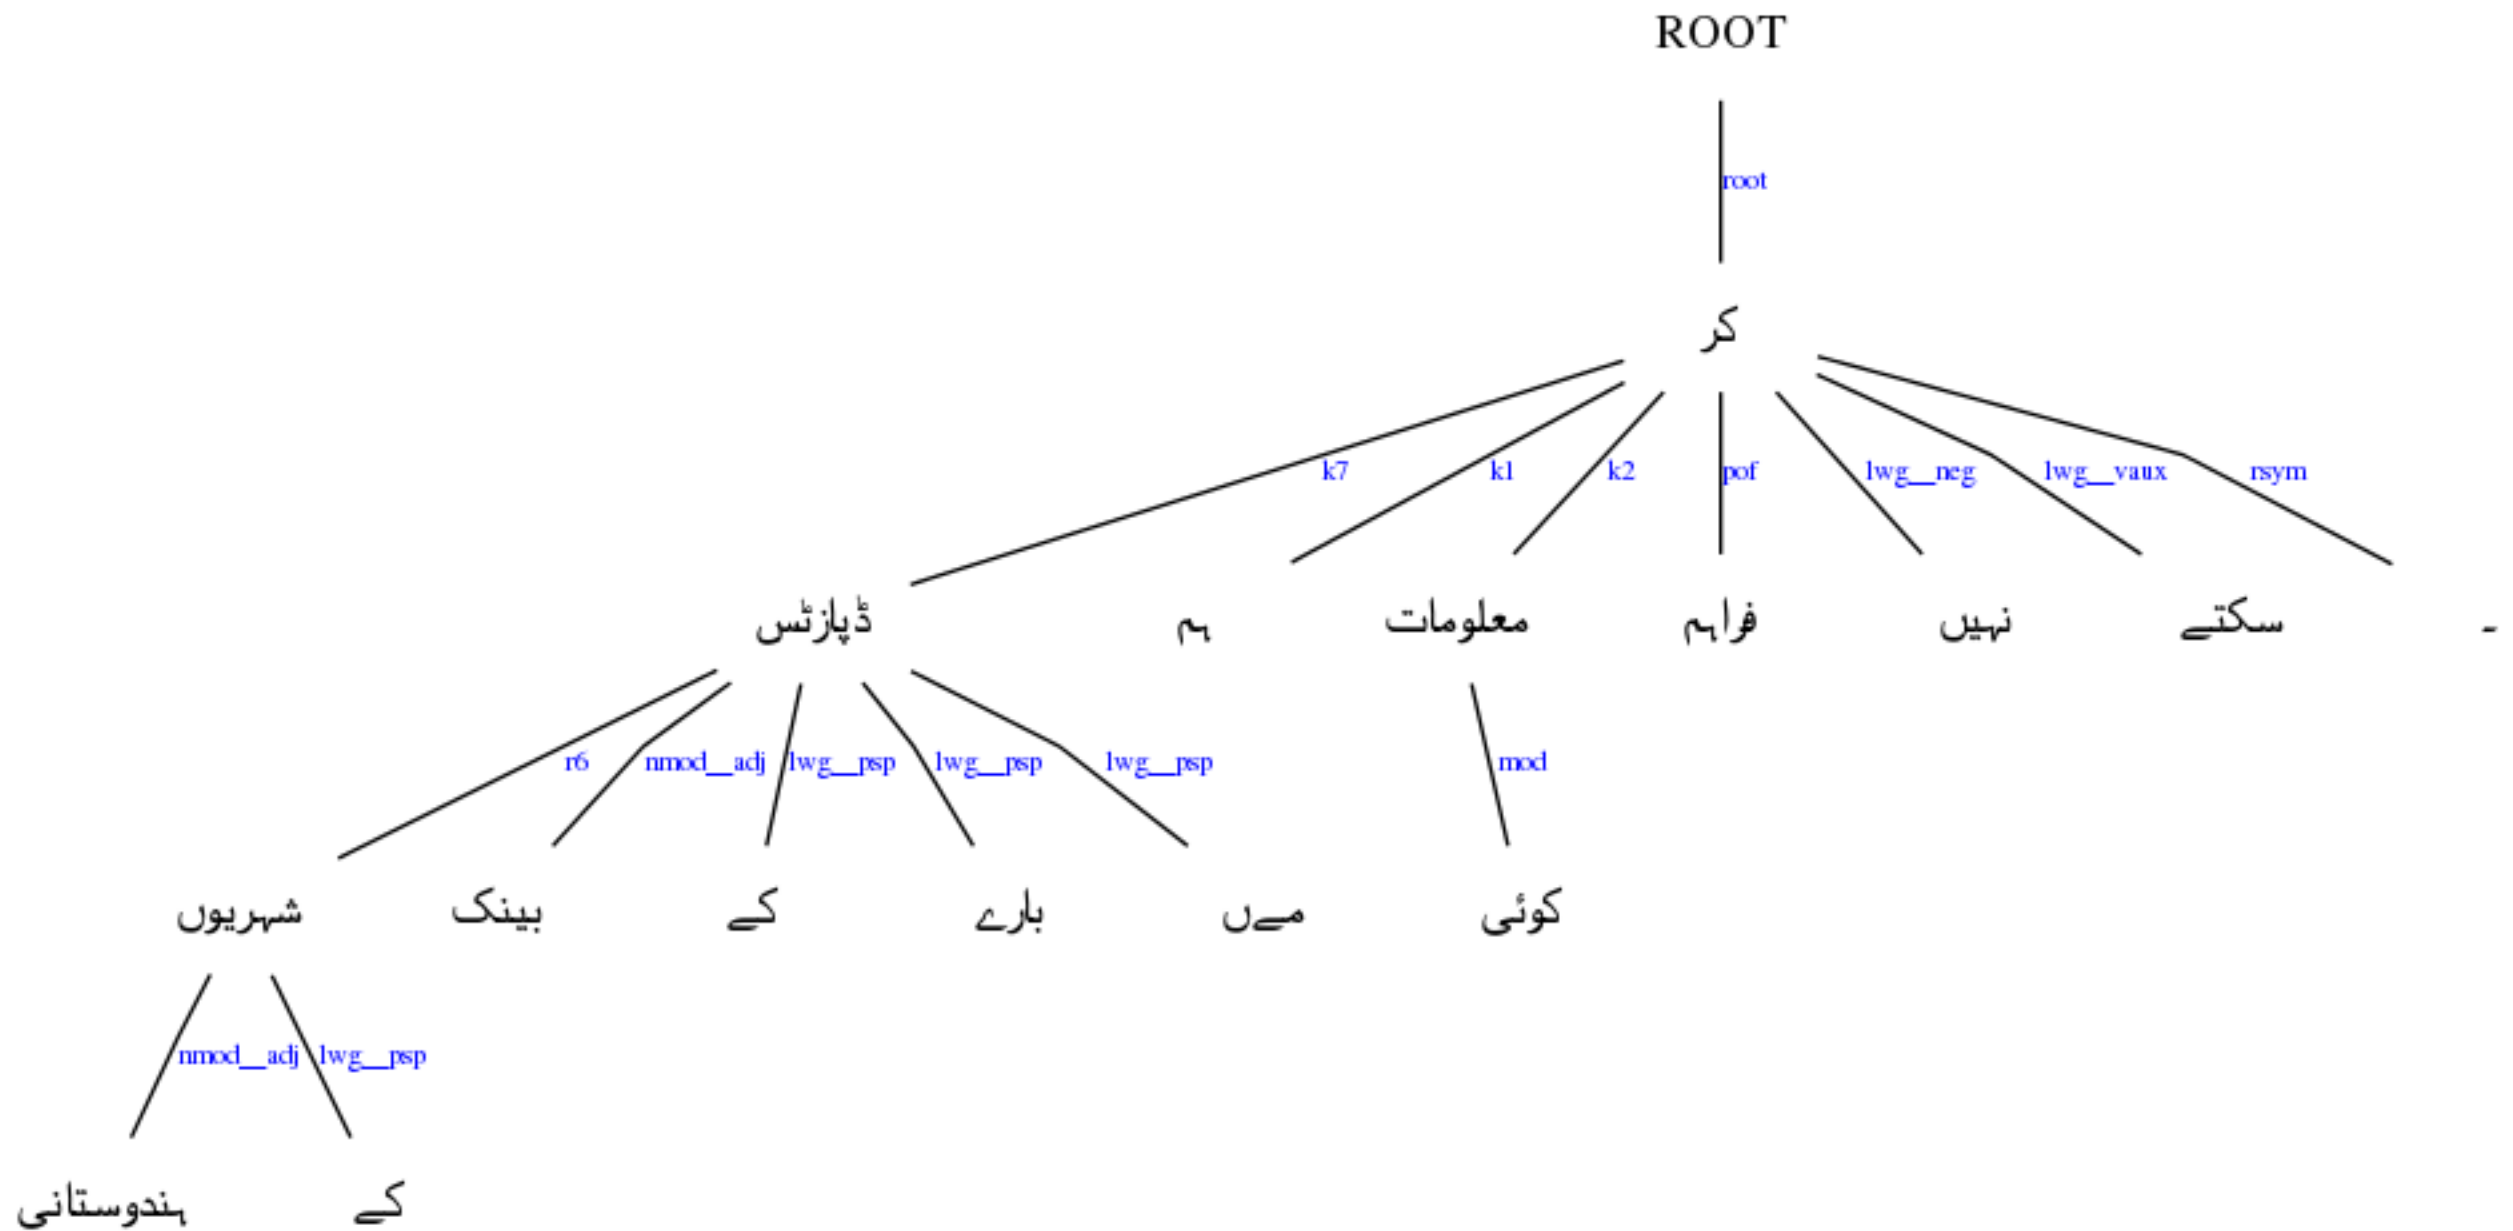 ROOT
root
کر
k7 k1 k2 pof lwg__neg lwg__vaux rsym
ڈپازٹس ہم معلومات فراہم نہیں سکتے ۔
r6 nmod__adj lwg__psp lwg__psp lwg__psp mod
شہریوں بینک کے بارے مےں کوئی
nmod__adj lwg__psp
ہندوستانی کے